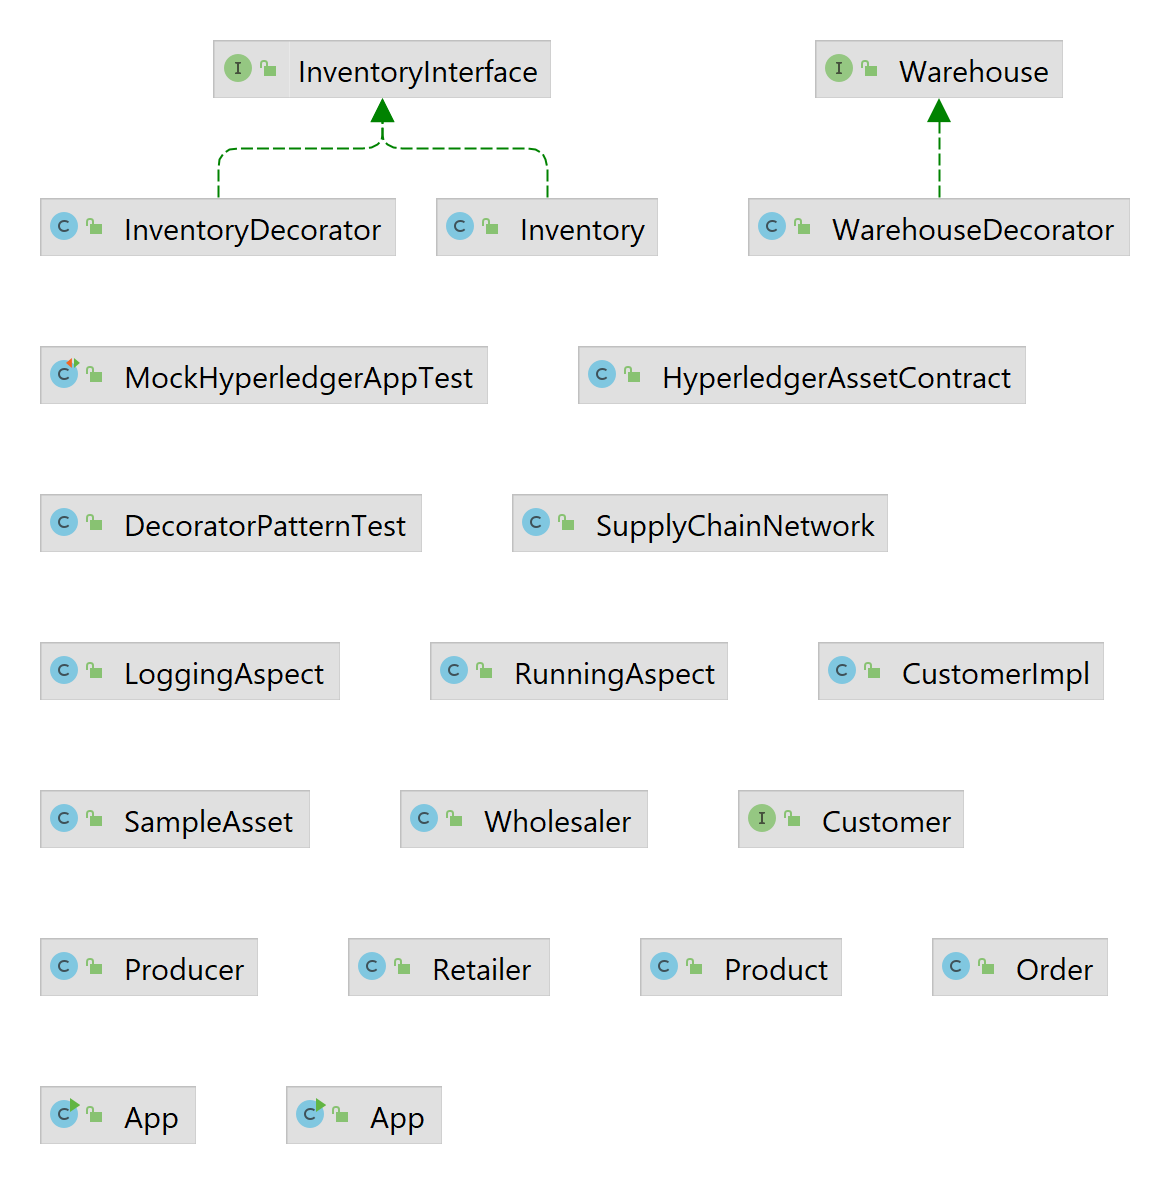 InventoryInterface
Warehouse
InventoryDecorator
Inventory
WarehouseDecorator
MockHyperledgerAppTest
HyperledgerAssetContract
DecoratorPatternTest
SupplyChainNetwork
LoggingAspect
RunningAspect
CustomerImpl
SampleAsset
Wholesaler
Customer
Producer
Retailer
Product
Order
App
App